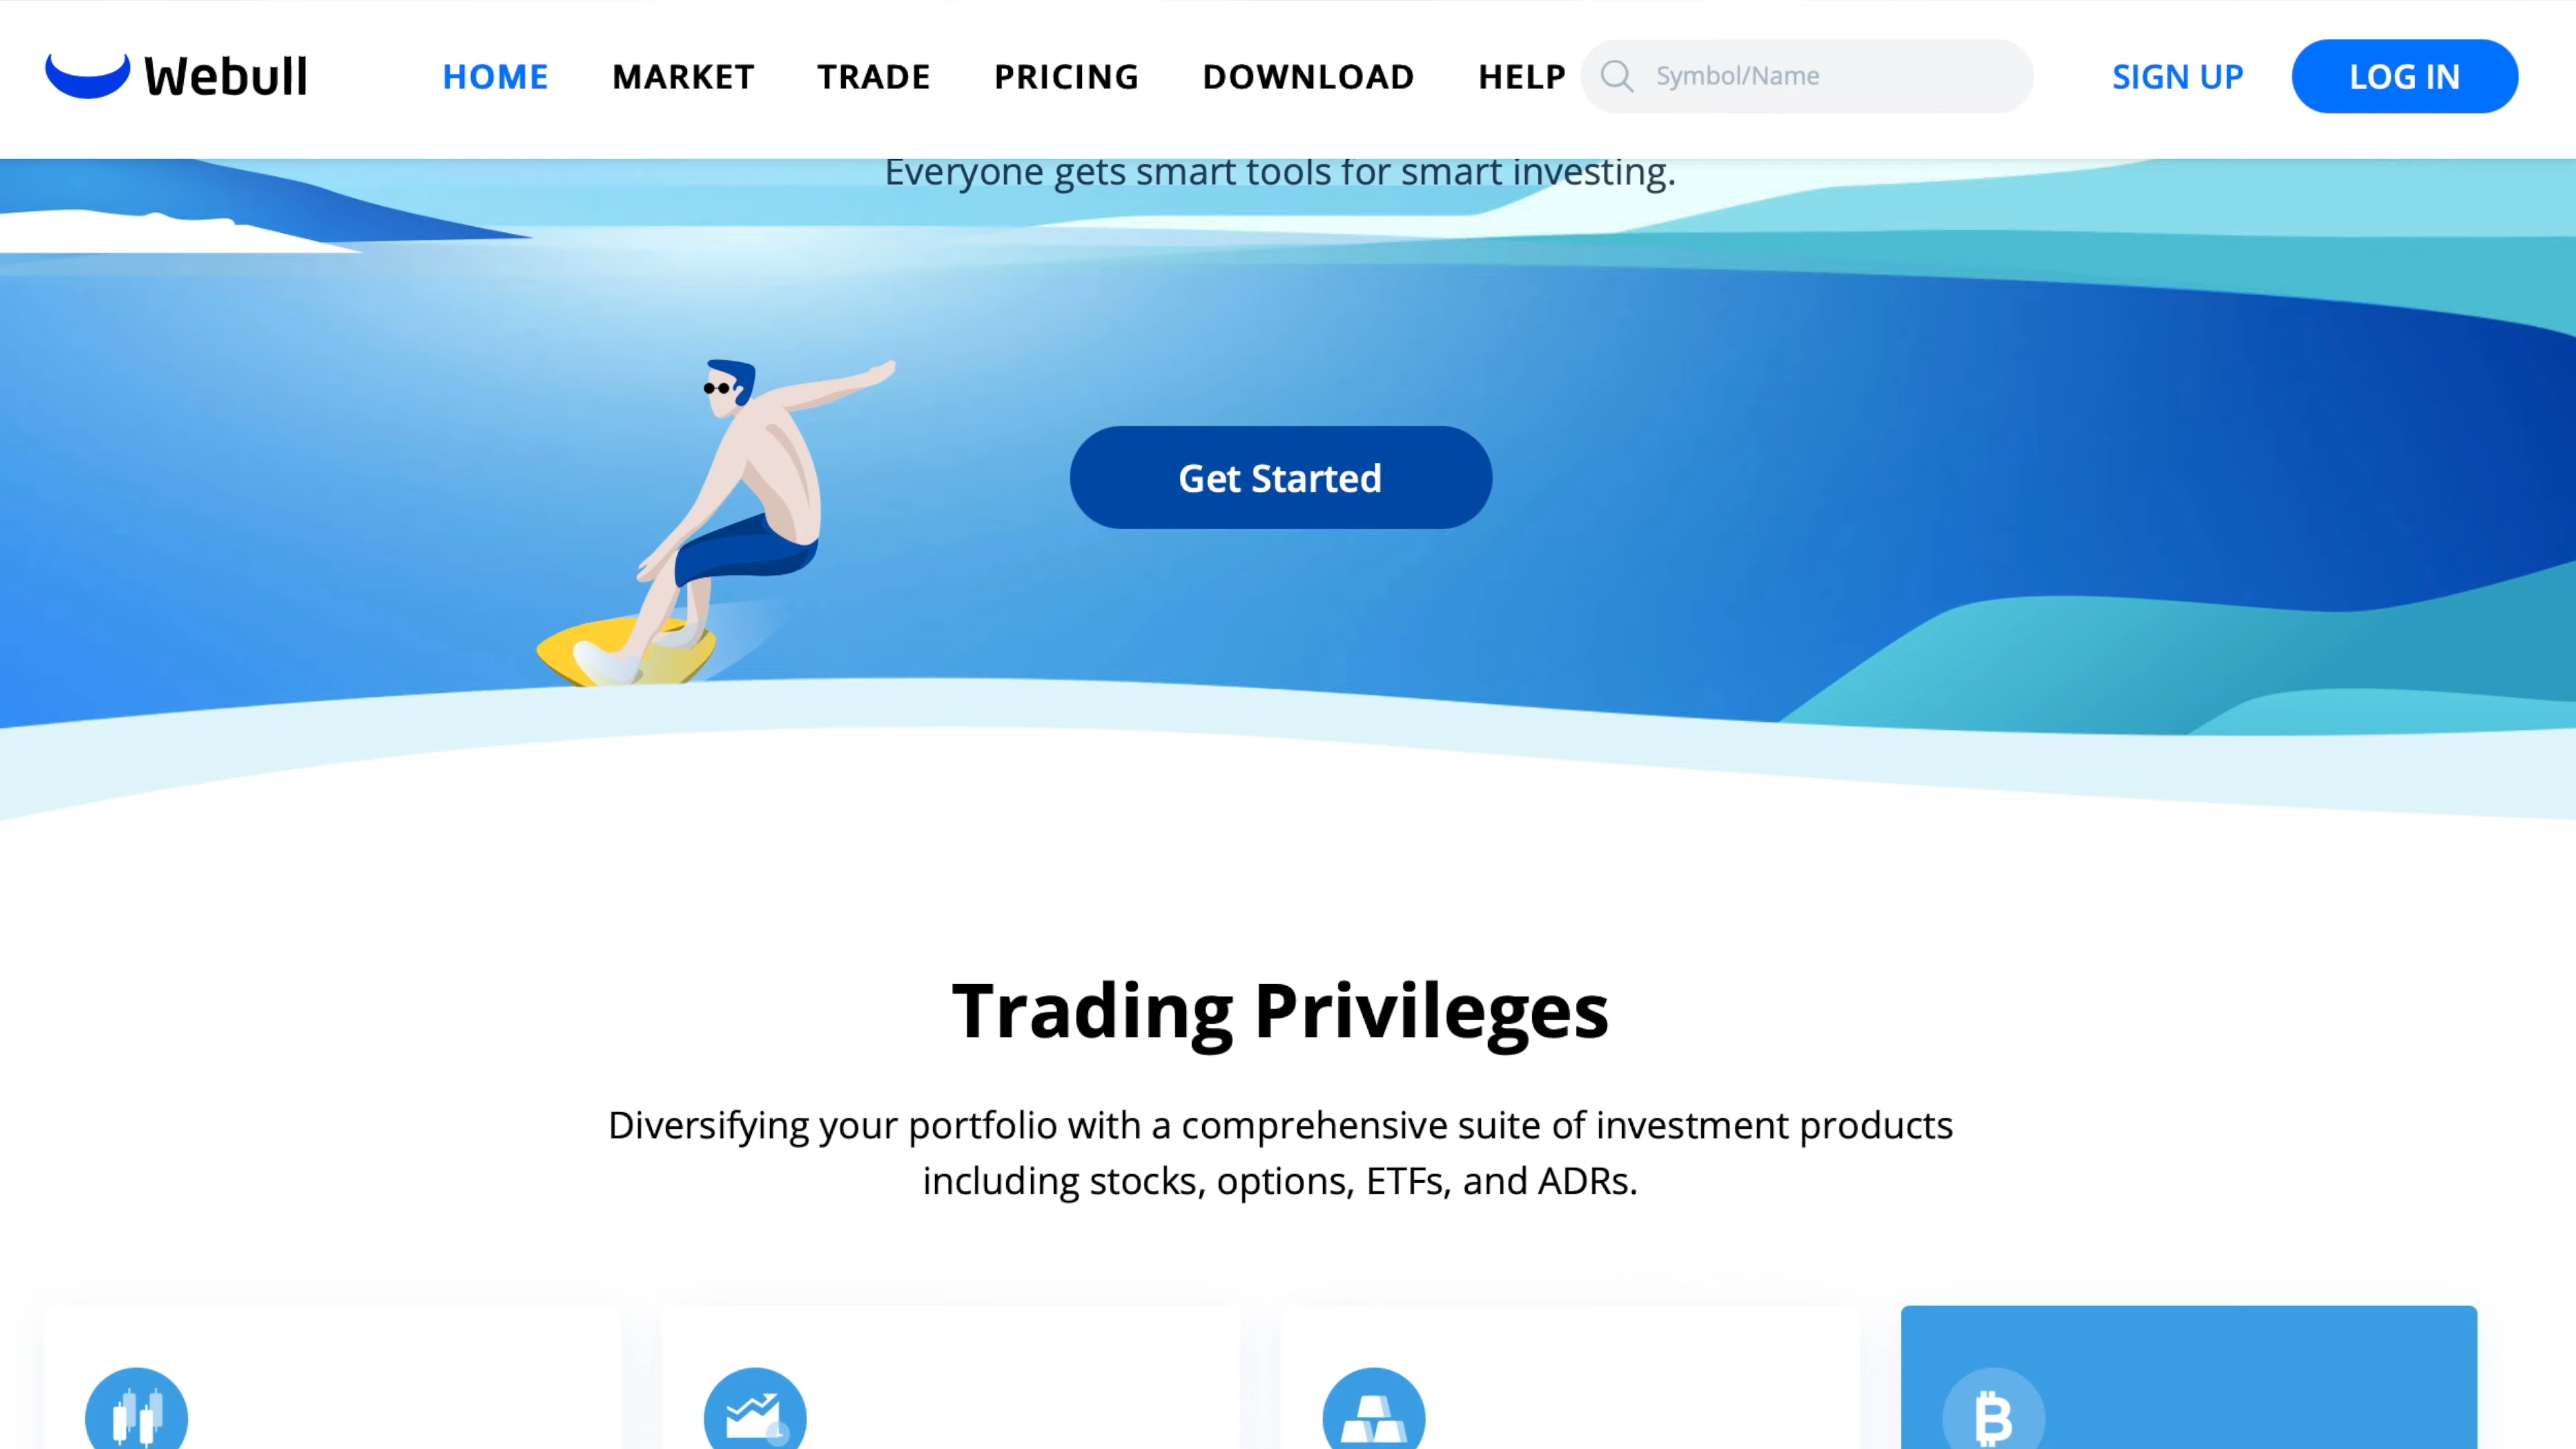 Webull
HOME MARKET TRADE PRICING DOWNLOAD HELP Symbol/Name SIGN UP LOG IN
Everyone gets smart tools for smart investing.
Get Started
Trading Privileges
Diversifying your portfolio with a comprehensive suite of investment products
including stocks, options, ETFs, and ADRs.